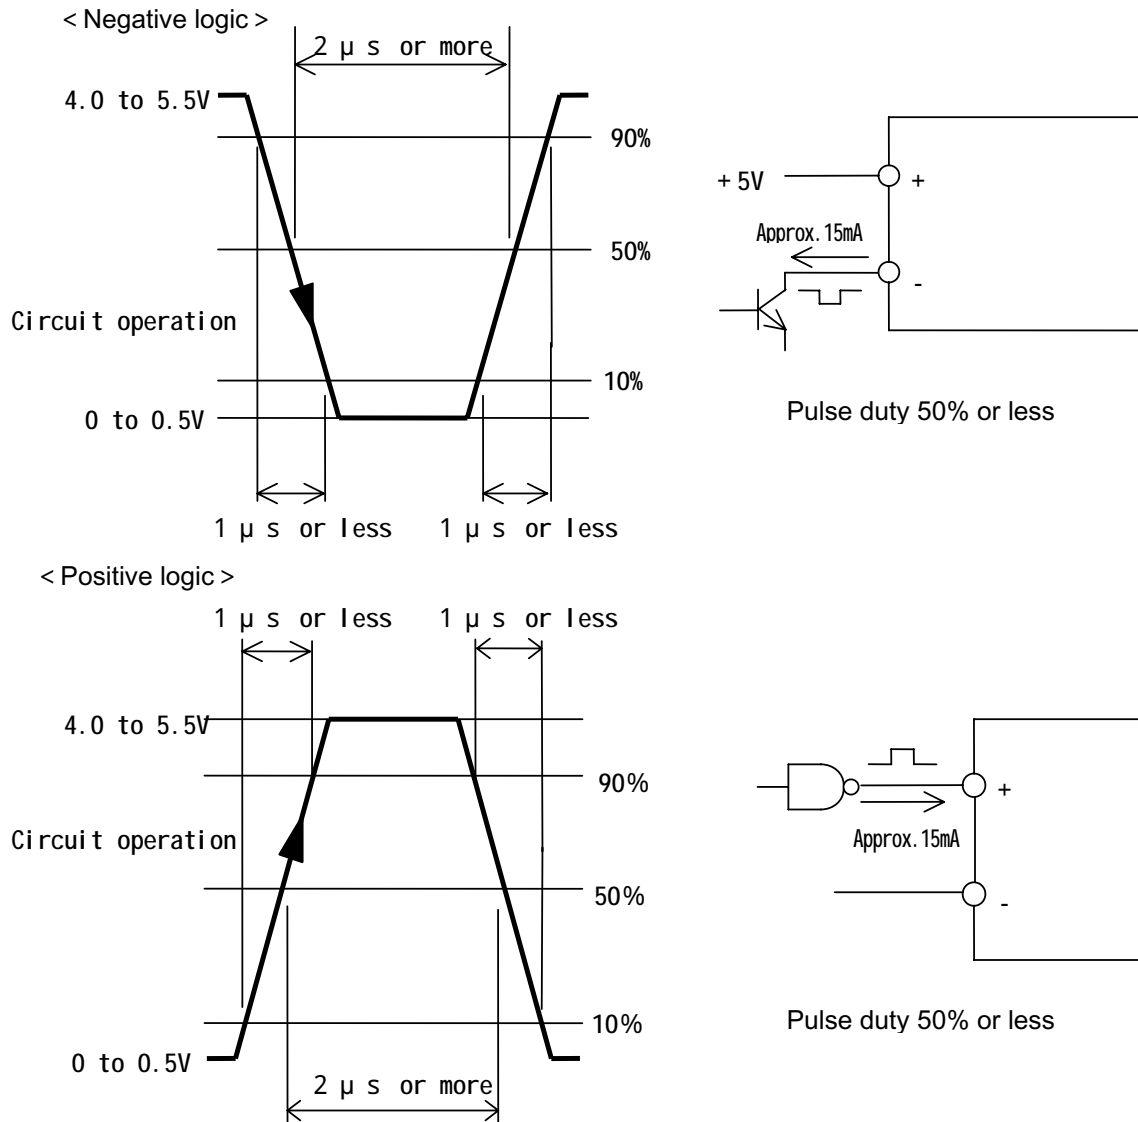 < Negative logic >
2 μ s or more
4.0 to 5.5V
90%
+ 5V
+
Approx. 15mA
50%
-
Circuit operation
10%
0 to 0.5V
Pulse duty 50% or less
1 μ s or less 1 μ s or less
< Positive logic >
1 μ s or less 1 μ s or less
4.0 to 5.5V
90%
+
Circuit operation
Approx. 15mA
50%
-
10%
Pulse duty 50% or less
0 to 0.5V
2 μ s or more